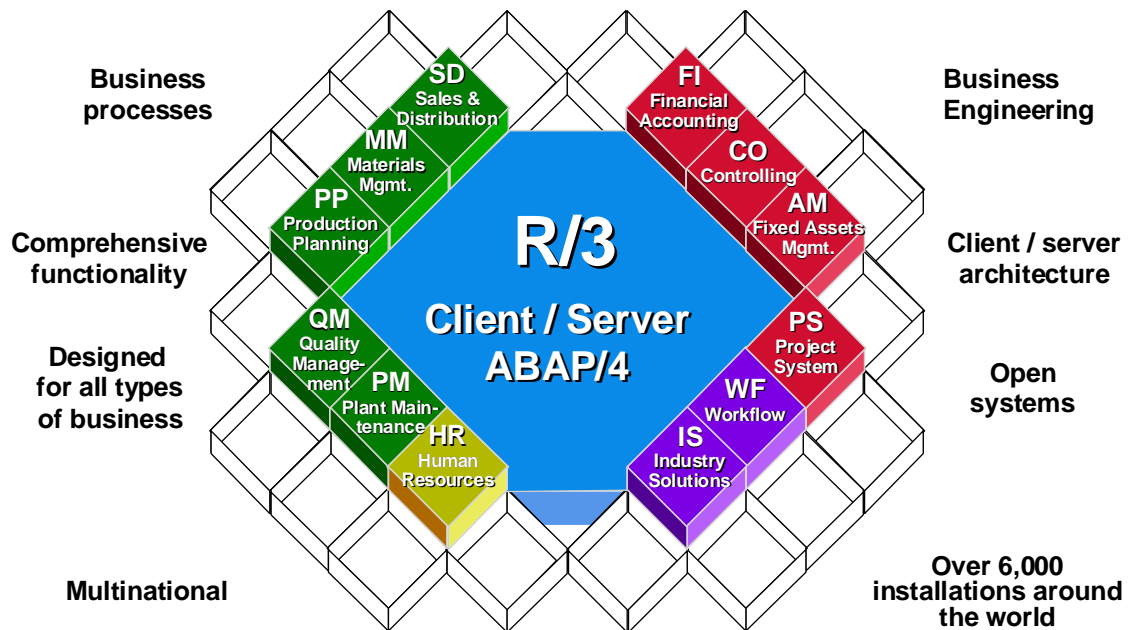 Business
processes
Comprehensive
functionality
Designed
for all types
of business
Multinational
SD
Sales &
Distribution
MM
Materials
Mgmt.
PP
Production
Planning
QM
Quality
Manage-
ment
PM
Plant Main-
tenance
HR
Human
Resources
R/3
Client / Server
ABAP/4
FI
Financial
Accounting
CO
Controlling
AM
Fixed Assets
Mgmt.
PS
Project
System
WF
Workflow
IS
Industry
Solutions
Business
Engineering
Client / server
architecture
Open
systems
Over 6,000
installations around
the world